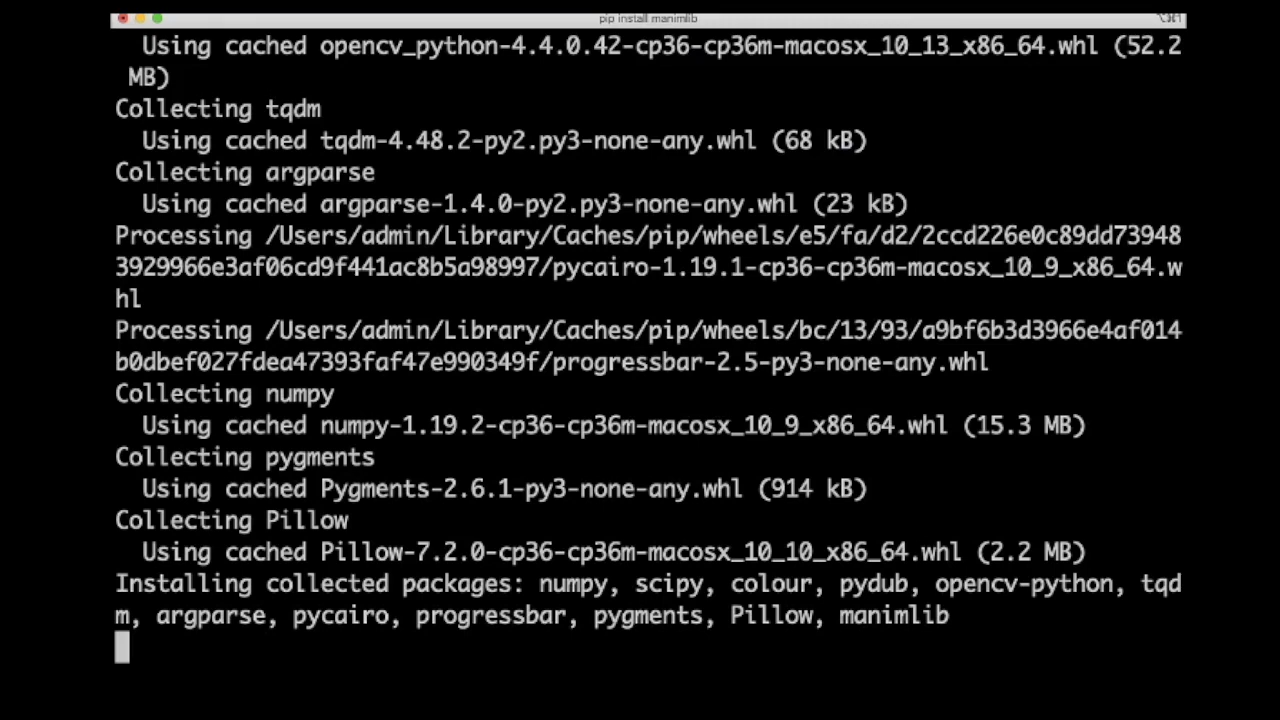 pip install manimlib
Using cached opencv_python-4.4.0.42-cp36-cp36m-macosx_10_13_x86_64.whl (52.2
MB)
Collecting tqdm
Using cached tqdm-4.48.2-py2.py3-none-any.whl (68 kB)
Collecting argparse
Using cached argparse-1.4.0-py2.py3-none-any.whl (23 kB)
Processing /Users/admin/Library/Caches/pip/wheels/e5/fa/d2/2ccd226e0c89dd73948
3929966e3af06cd9f441ac8b5a98997/pycairo-1.19.1-cp36-cp36m-macosx_10_9_x86_64.w
hl
Processing /Users/admin/Library/Caches/pip/wheels/bc/13/93/a9bf6b3d3966e4af014
b0dbef027fdea47393faf47e990349f/progressbar-2.5-py3-none-any.whl
Collecting numpy
Using cached numpy-1.19.2-cp36-cp36m-macosx_10_9_x86_64.whl (15.3 MB)
Collecting pygments
Using cached Pygments-2.6.1-py3-none-any.whl (914 kB)
Collecting Pillow
Using cached Pillow-7.2.0-cp36-cp36m-macosx_10_10_x86_64.whl (2.2 MB)
Installing collected packages: numpy, scipy, colour, pydub, opencv-python, tqd
m, argparse, pycairo, progressbar, pygments, Pillow, manimlib